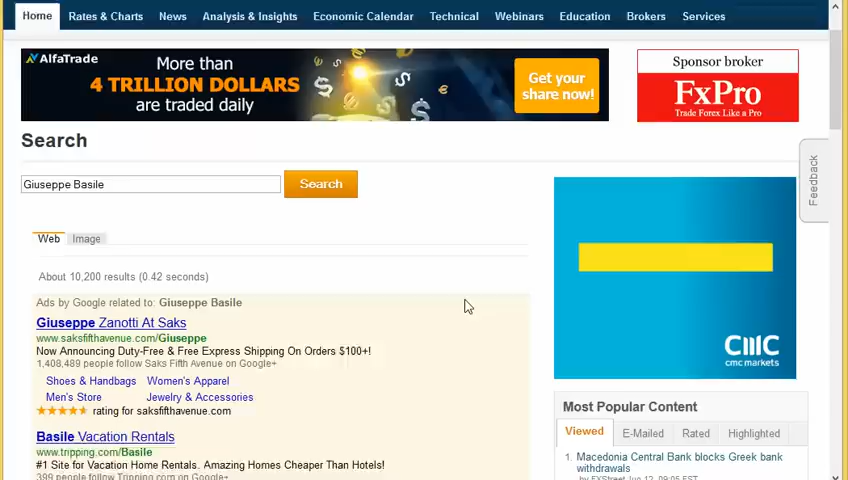 Home Rates & Charts News Analysis & Insights Economic Calendar Technical Webinars Education Brokers Services
AlfaTrade
More than
4 TRILLION DOLLARS
are traded daily
Get your
share now!
Sponsor broker
FxPro
Trade Forex Like a Pro
Search
Feedback
Giuseppe Basile Search
Web Image
About 10,200 results (0.42 seconds)
Ads by Google related to: Giuseppe Basile
Giuseppe Zanotti At Saks
www.saksfifthavenue.com/Giuseppe
Now Announcing Duty-Free & Free Express Shipping On Orders $100+!
1,408,489 people follow Saks Fifth Avenue on Google+
Shoes & Handbags Women's Apparel
Men's Store Jewelry & Accessories
rating for saksfifthavenue.com
Basile Vacation Rentals
www.tripping.com/Basile
#1 Site for Vacation Home Rentals. Amazing Homes Cheaper Than Hotels!
399 people follow Tripping.com on Google+
cmc
cmc markets
Most Popular Content
Viewed E-Mailed Rated Highlighted
1. Macedonia Central Bank blocks Greek bank
withdrawals
by FXStreet Jun 12, 09:05 EST